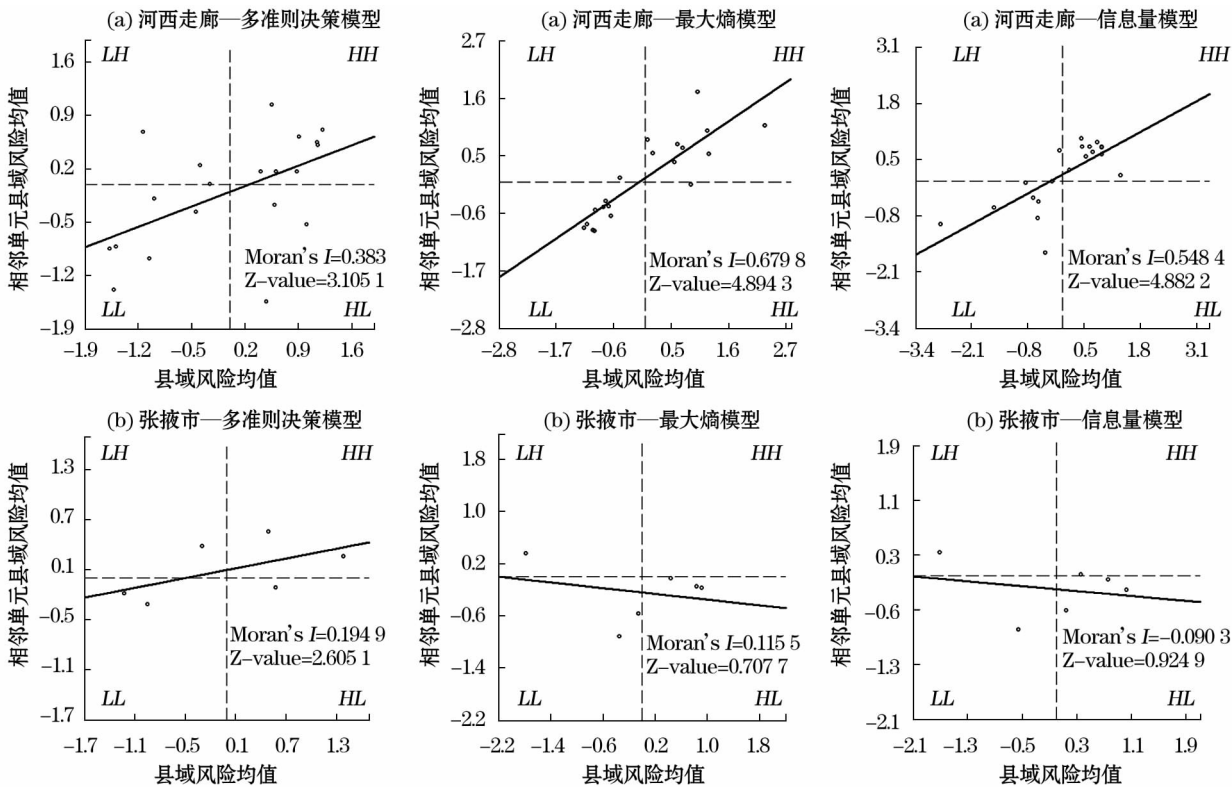 (a) 河西走廊—多准则决策模型
相邻单元县域风险均值
1.6
0.9
0.2
−0.5
−1.2
−1.9
LH
HH
LL
HL
Moran's I=0.383
Z-value=3.105 1
−1.9 −1.2 −0.5 0.2 0.9 1.6
县域风险均值
(a) 河西走廊—最大熵模型
相邻单元县域风险均值
2.7
1.6
0.5
−0.6
−1.7
−2.8
LH
HH
LL
HL
Moran's I=0.679 8
Z-value=4.894 3
−2.8 −1.7 −0.6 0.5 1.6 2.7
县域风险均值
(a) 河西走廊—信息量模型
相邻单元县域风险均值
3.1
1.8
0.5
−0.8
−2.1
−3.4
LH
HH
LL
HL
Moran's I=0.548 4
Z-value=4.882 2
−3.4 −2.1 −0.8 0.5 1.8 3.1
县域风险均值
(b) 张掖市—多准则决策模型
相邻单元县域风险均值
1.3
0.7
0.1
−0.5
−1.1
−1.7
LH
HH
LL
HL
Moran's I=0.194 9
Z-value=2.605 1
−1.7 −1.1 −0.5 0.1 0.7 1.3
县域风险均值
(b) 张掖市—最大熵模型
相邻单元县域风险均值
1.8
1.0
0.2
−0.6
−1.4
−2.2
LH
HH
LL
HL
Moran's I=0.115 5
Z-value=0.707 7
−2.2 −1.4 −0.6 0.2 1.0 1.8
县域风险均值
(b) 张掖市—信息量模型
相邻单元县域风险均值
1.9
1.1
0.3
−0.6
−1.3
−2.1
LH
HH
LL
HL
Moran's I=−0.090 3
Z-value=0.924 9
−2.1 −1.3 −0.5 0.3 1.1 1.9
县域风险均值